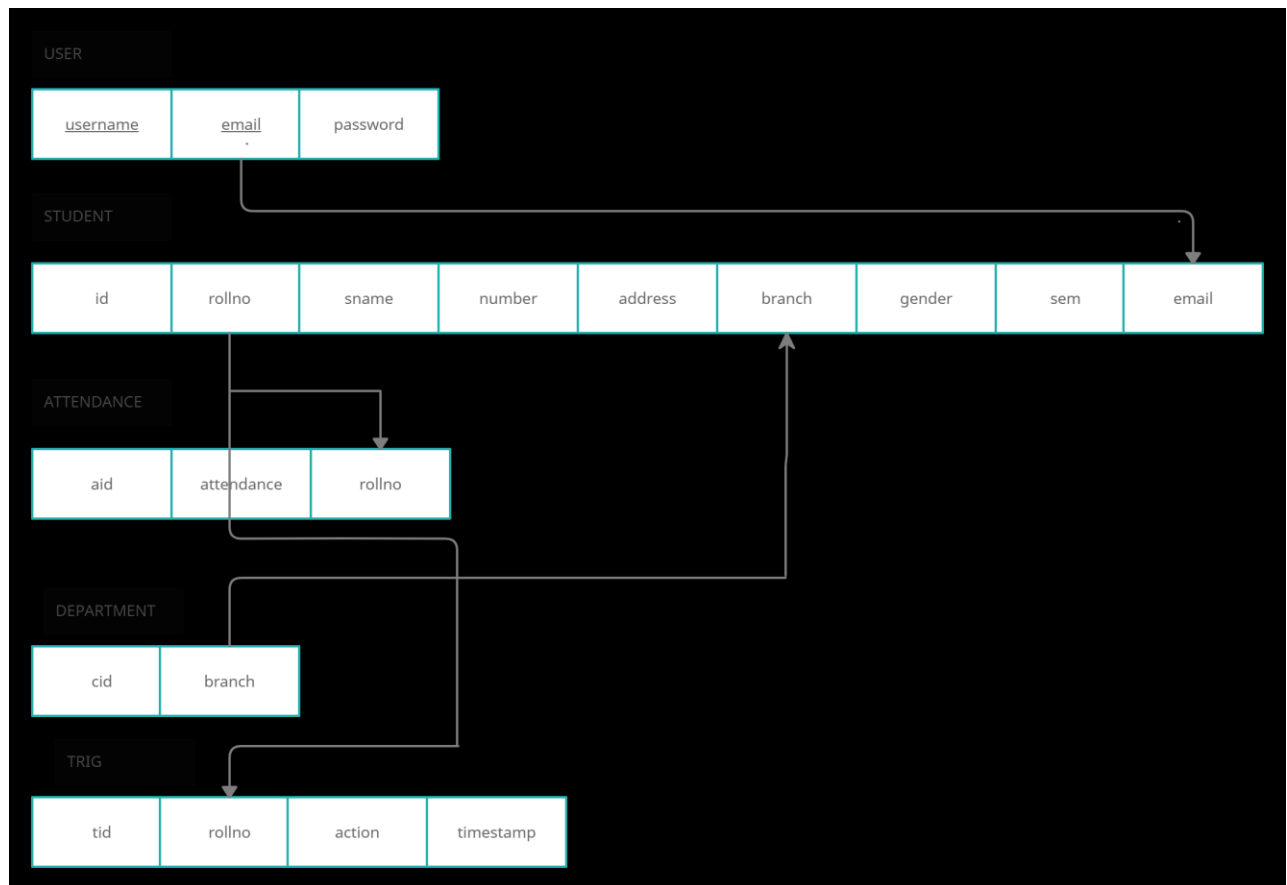 USER
username email password
STUDENT
id rollno sname number address branch gender sem email
ATTENDANCE
aid attendance rollno
DEPARTMENT
cid branch
TRIG
tid rollno action timestamp